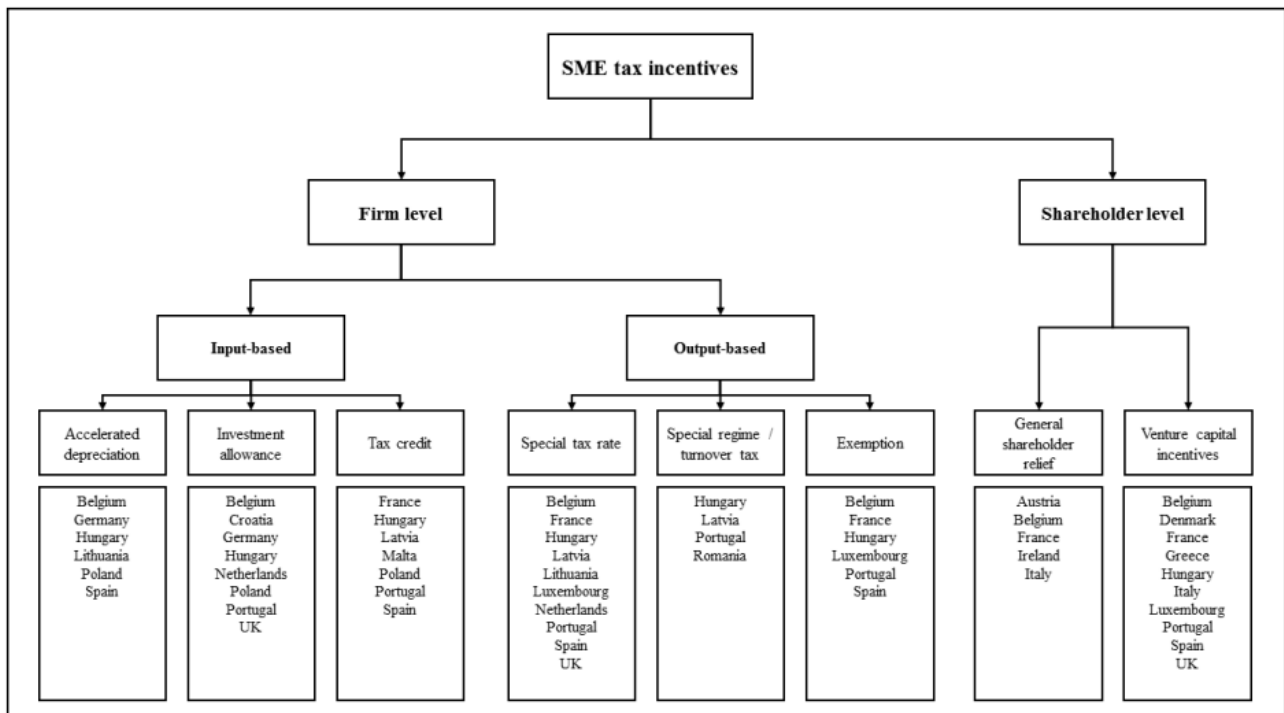 SME tax incentives
Firm level
Shareholder level
Input-based
Output-based
Accelerated
depreciation
Investment
allowance
Tax credit
Special tax rate
Special regime /
turnover tax
Exemption
General
shareholder
relief
Venture capital
incentives
Belgium
Germany
Hungary
Lithuania
Poland
Spain
Belgium
Croatia
Germany
Hungary
Netherlands
Poland
Portugal
UK
France
Hungary
Latvia
Malta
Poland
Portugal
Spain
Belgium
France
Hungary
Latvia
Lithuania
Luxembourg
Netherlands
Portugal
Spain
UK
Hungary
Latvia
Portugal
Romania
Belgium
France
Hungary
Luxembourg
Portugal
Spain
Austria
Belgium
France
Ireland
Italy
Belgium
Denmark
France
Greece
Hungary
Italy
Luxembourg
Portugal
Spain
UK